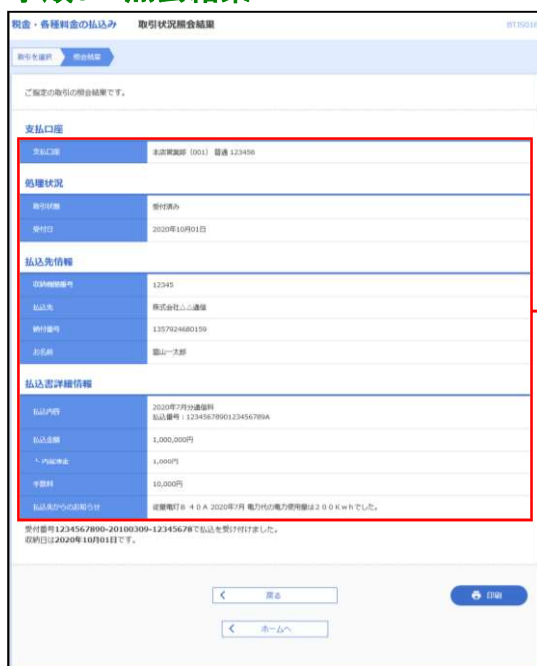 税金・各種料金の払込み 取引状況照会結果 BTJS016
取引を選択 照会結果
ご指定の取引の照会結果です。
支払口座
支払口座 本店営業部 (001) 普通 123456
処理状況
取引状態 受付済み
受付日 2020年10月01日
払込先情報
収納機関番号 12345
払込先 株式会社△△通信
納付番号 1357924680159
お名前 富山一太郎
払込書詳細情報
払込内容 2020年7月分通信料
払込番号:1234567890123456789A
払込金額 1,000,000円
└ 内延滞金 1,000円
手数料 10,000円
払込先からのお知らせ 従量電灯B 40A 2020年7月 電力代の電力使用量は200Kwhでした。
受付番号1234567890-20100309-12345678で払込を受け付けました。
収納日は2020年10月01日です。
戻る 印刷
ホームへ